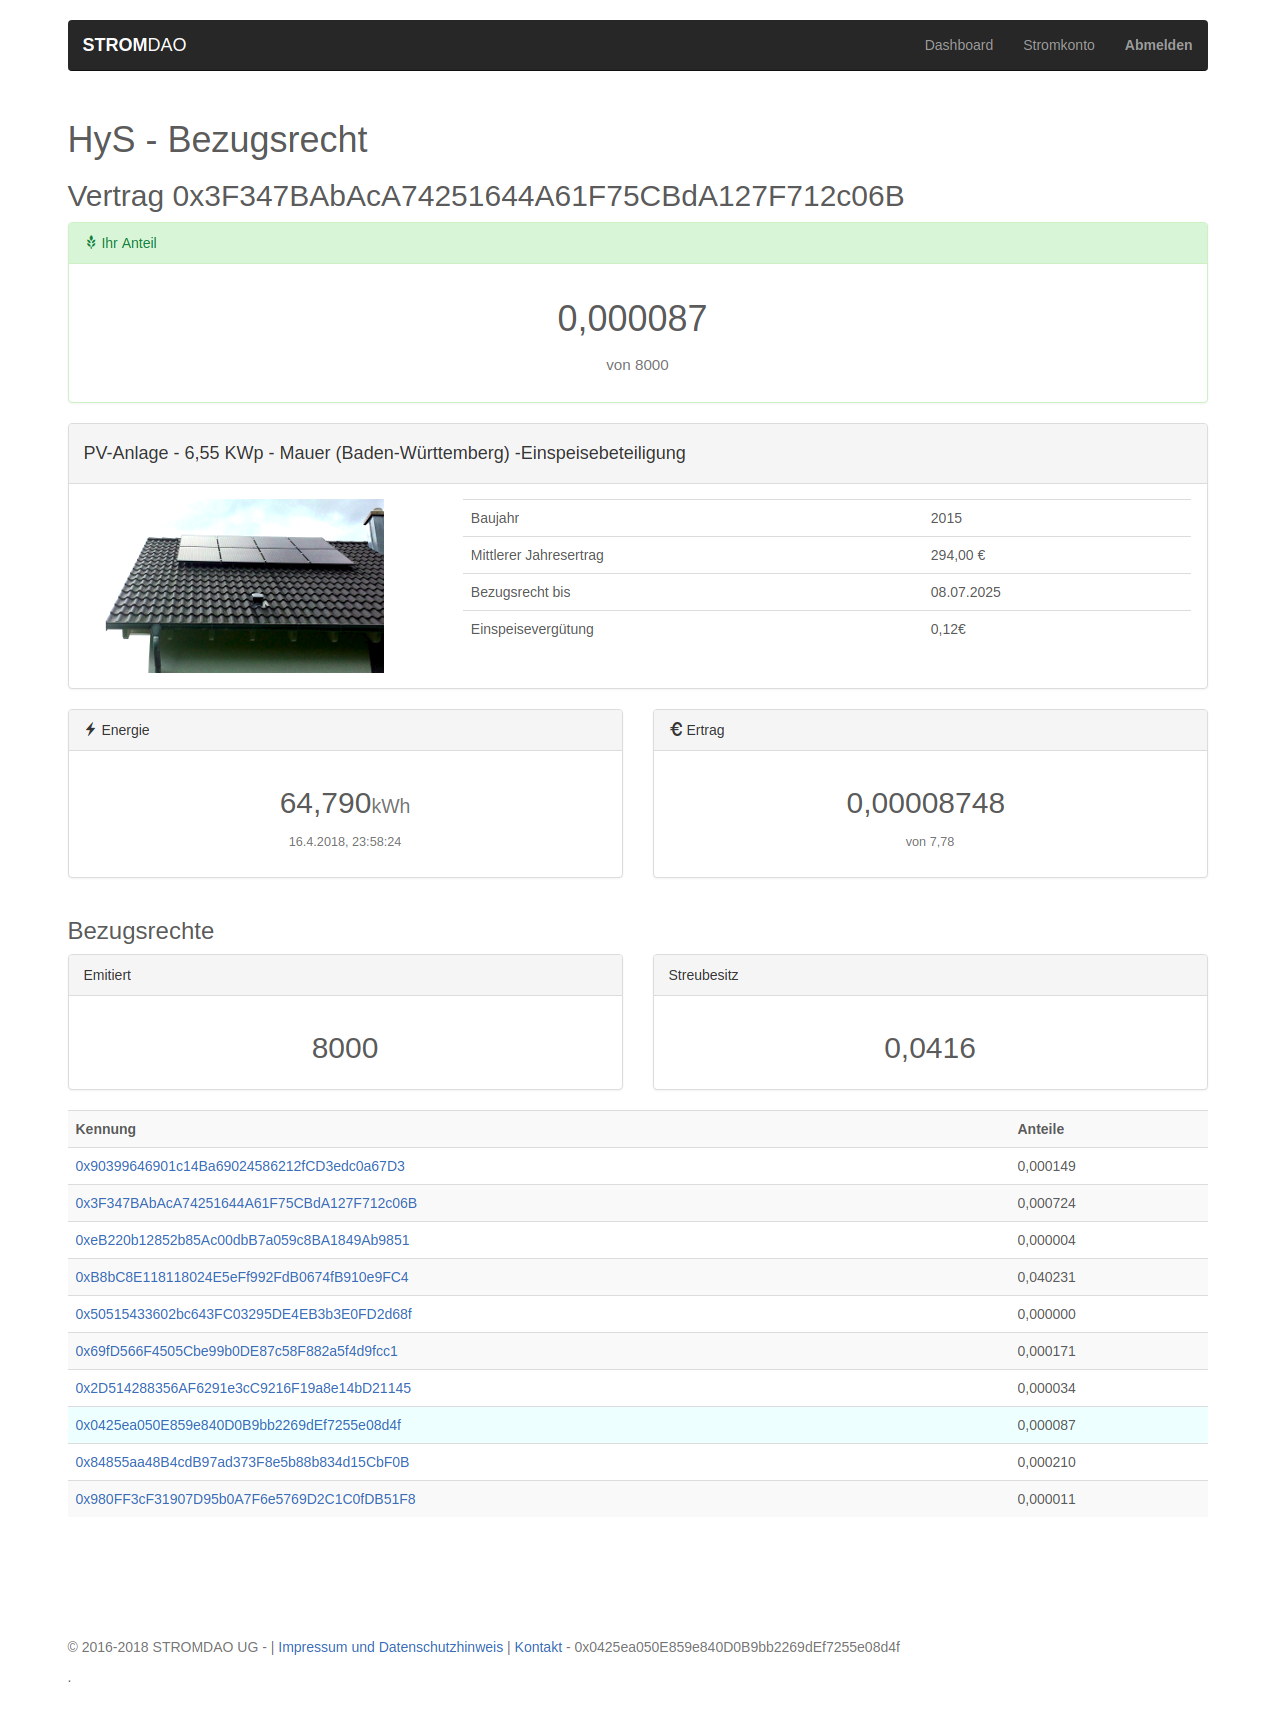 STROMDAO Dashboard Stromkonto Abmelden
HyS - Bezugsrecht
Vertrag 0x3F347BAbAcA74251644A61F75CBdA127F712c06B
Ihr Anteil
0,000087
von 8000
PV-Anlage - 6,55 KWp - Mauer (Baden-Württemberg) -Einspeisebeteiligung
Baujahr 2015
Mittlerer Jahresertrag 294,00 €
Bezugsrecht bis 08.07.2025
Einspeisevergütung 0,12€
Energie
64,790kWh
16.4.2018, 23:58:24
€ Ertrag
0,00008748
von 7,78
Bezugsrechte
Emitiert
8000
Streubesitz
0,0416
Kennung Anteile
0x90399646901c14Ba69024586212fCD3edc0a67D3 0,000149
0x3F347BAbAcA74251644A61F75CBdA127F712c06B 0,000724
0xeB220b12852b85Ac00dbB7a059c8BA1849Ab9851 0,000004
0xB8bC8E118118024E5eFf992FdB0674fB910e9FC4 0,040231
0x50515433602bc643FC03295DE4EB3b3E0FD2d68f 0,000000
0x69fD566F4505Cbe99b0DE87c58F882a5f4d9fcc1 0,000171
0x2D514288356AF6291e3cC9216F19a8e14bD21145 0,000034
0x0425ea050E859e840D0B9bb2269dEf7255e08d4f 0,000087
0x84855aa48B4cdB97ad373F8e5b88b834d15CbF0B 0,000210
0x980FF3cF31907D95b0A7F6e5769D2C1C0fDB51F8 0,000011
© 2016-2018 STROMDAO UG - | Impressum und Datenschutzhinweis | Kontakt - 0x0425ea050E859e840D0B9bb2269dEf7255e08d4f
.